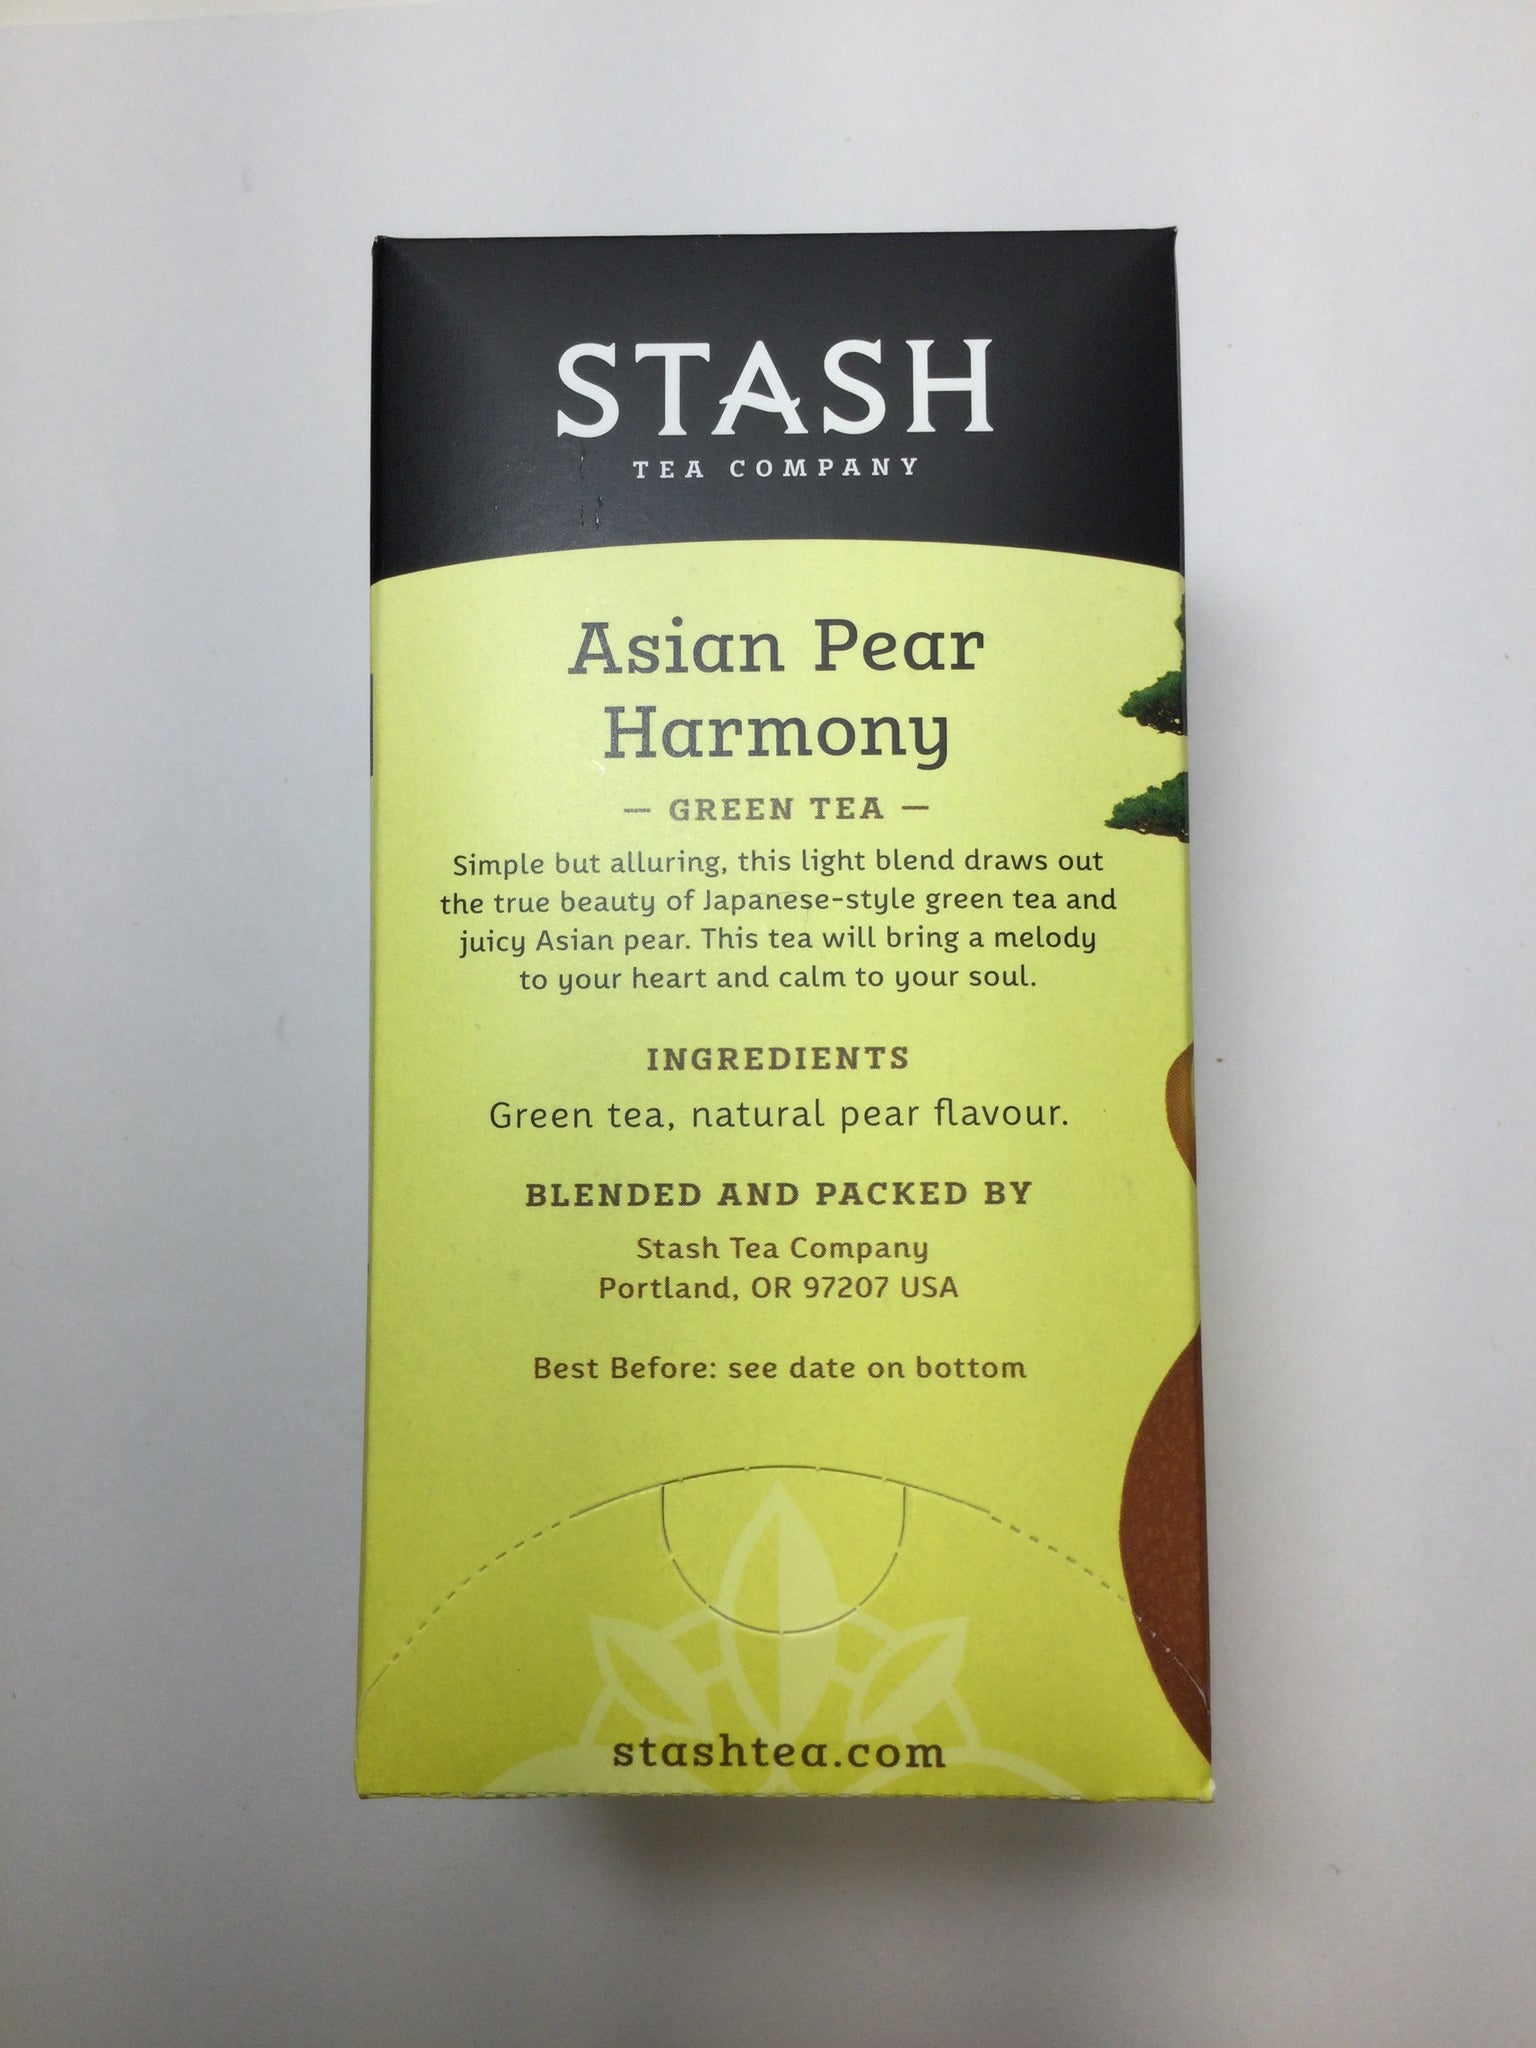 STASH
TEA COMPANY
Asian Pear
Harmony
— GREEN TEA —
Simple but alluring, this light blend draws out
the true beauty of Japanese-style green tea and
juicy Asian pear. This tea will bring a melody
to your heart and calm to your soul.
INGREDIENTS
Green tea, natural pear flavour.
BLENDED AND PACKED BY
Stash Tea Company
Portland, OR 97207 USA
Best Before: see date on bottom
stashtea.com